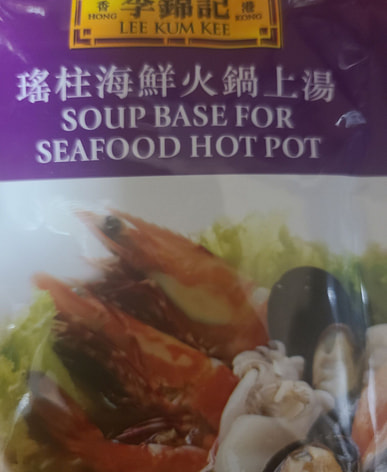 香 李錦記 港
HONG LEE KUM KEE KONG
瑤柱海鮮火鍋上湯
SOUP BASE FOR
SEAFOOD HOT POT